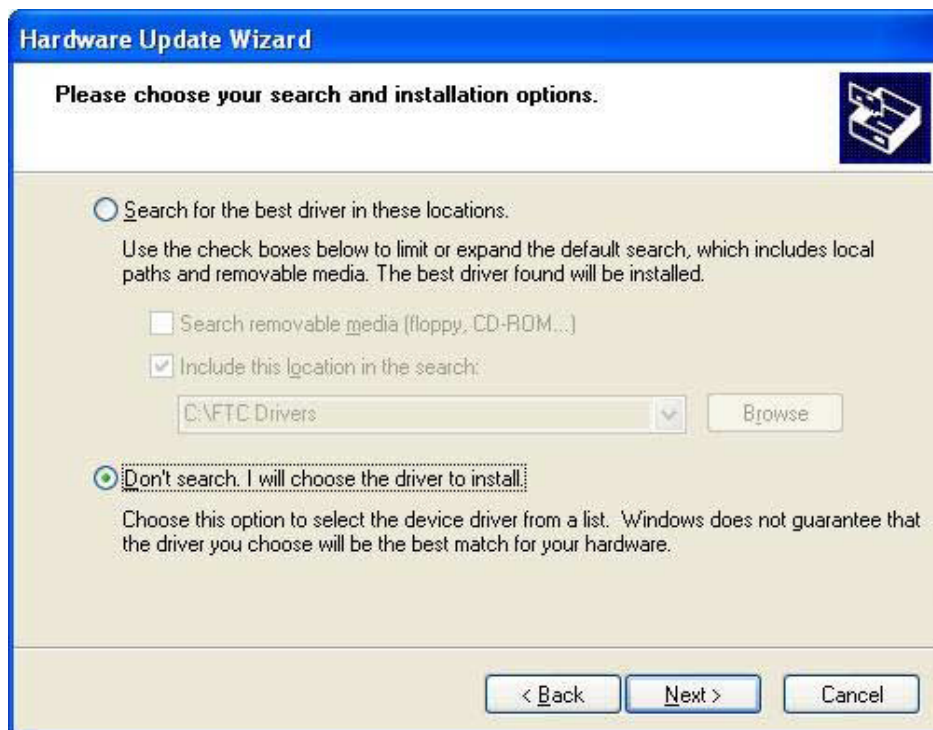 Hardware Update Wizard
Please choose your search and installation options.
Search for the best driver in these locations.
Use the check boxes below to limit or expand the default search, which includes local
paths and removable media. The best driver found will be installed.
Search removable media (floppy, CD-ROM...)
Include this location in the search:
C:\FTC Drivers
Browse
Don't search. I will choose the driver to install.
Choose this option to select the device driver from a list. Windows does not guarantee that
the driver you choose will be the best match for your hardware.
< Back
Next >
Cancel